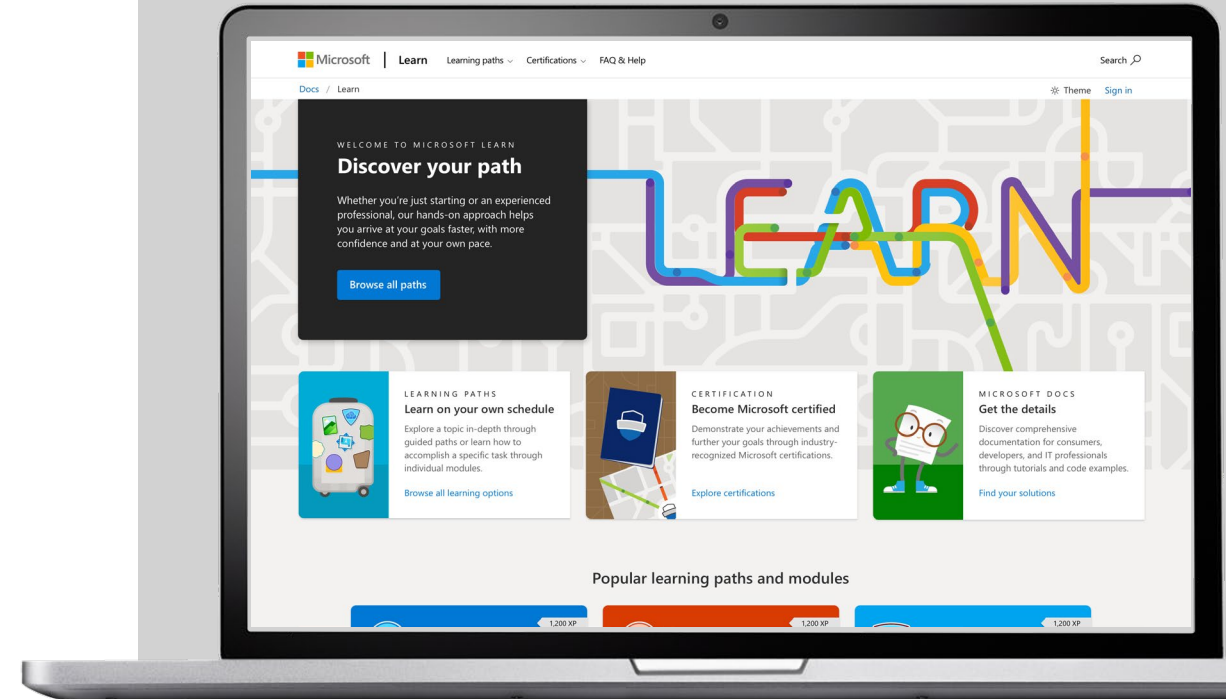 Microsoft | Learn Learning paths Certifications FAQ & Help Search
Docs / Learn Theme Sign in
WELCOME TO MICROSOFT LEARN
Discover your path
Whether you're just starting or an experienced
professional, our hands-on approach helps
you arrive at your goals faster, with more
confidence and at your own pace.
Browse all paths
LEARN
LEARNING PATHS
Learn on your own schedule
Explore a topic in-depth through
guided paths or learn how to
accomplish a specific task through
individual modules.
Browse all learning options
CERTIFICATION
Become Microsoft certified
Demonstrate your achievements and
further your goals through industry-
recognized Microsoft certifications.
Explore certifications
MICROSOFT DOCS
Get the details
Discover comprehensive
documentation for consumers,
developers, and IT professionals
through tutorials and code examples.
Find your solutions
Popular learning paths and modules
1,200 XP 1,200 XP 1,200 XP